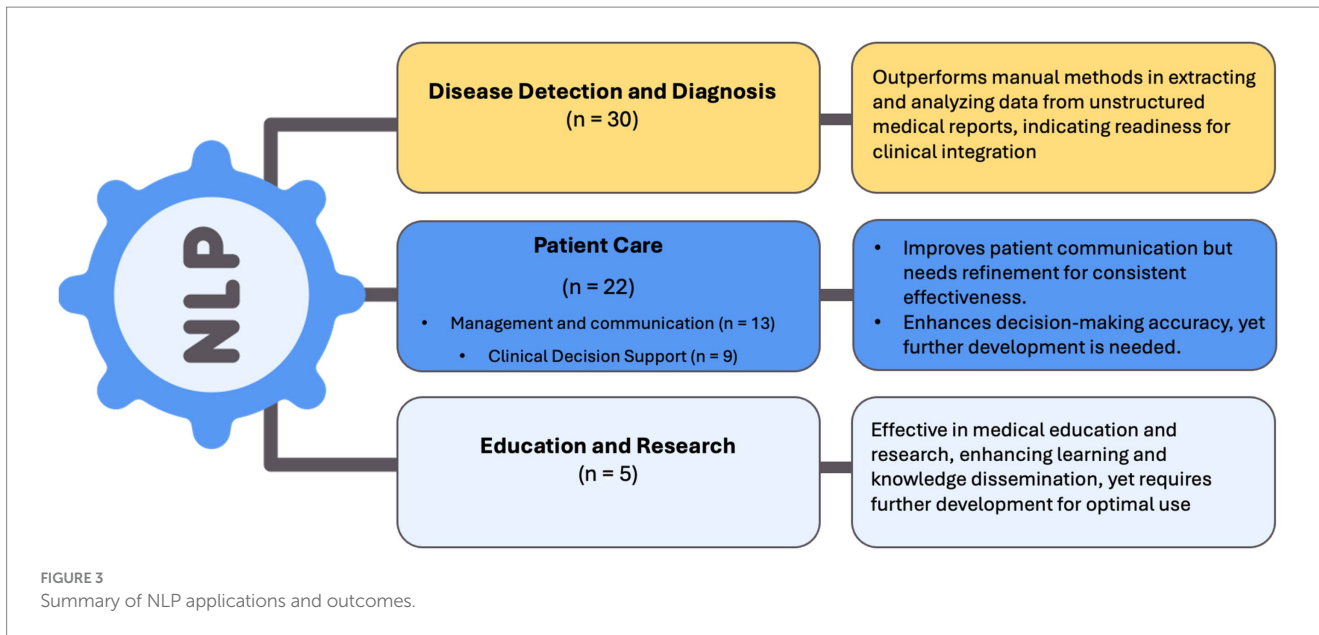 NLP
Disease Detection and Diagnosis
(n = 30)
Outperforms manual methods in extracting
and analyzing data from unstructured
medical reports, indicating readiness for
clinical integration
Patient Care
(n = 22)
• Management and communication (n = 13)
• Clinical Decision Support (n = 9)
• Improves patient communication but
needs refinement for consistent
effectiveness.
• Enhances decision-making accuracy, yet
further development is needed.
Education and Research
(n = 5)
Effective in medical education and
research, enhancing learning and
knowledge dissemination, yet requires
further development for optimal use
FIGURE 3
Summary of NLP applications and outcomes.